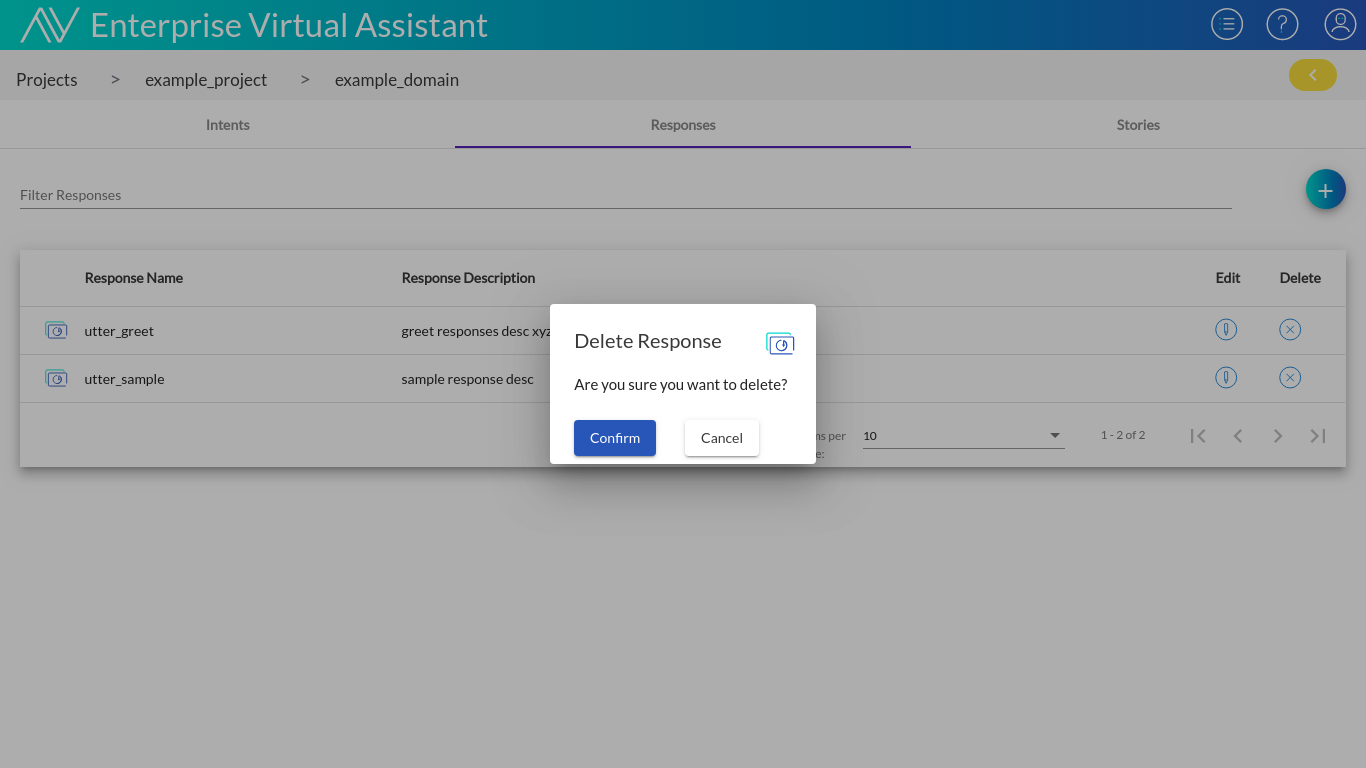 Enterprise Virtual Assistant
Projects > example_project > example_domain
Intents Responses Stories
Filter Responses
Response Name Response Description Edit Delete
utter_greet greet responses desc xyz
utter_sample sample response desc
Delete Response
Are you sure you want to delete?
Confirm Cancel
per 10 1 - 2 of 2